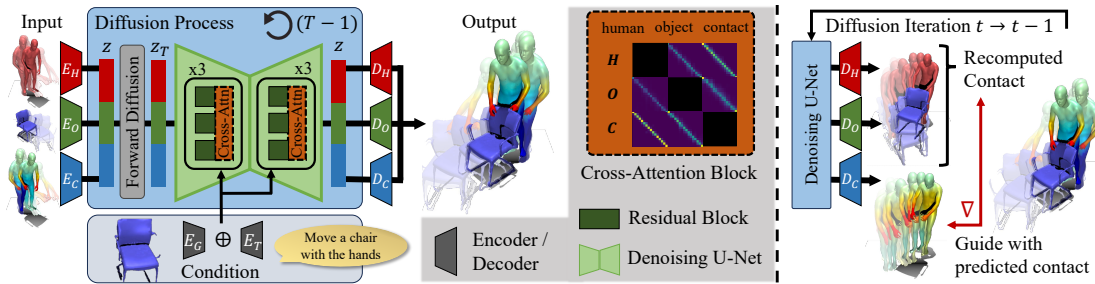 Input
Diffusion Process
(T − 1)
Output
z
z_T
z
E_H
E_O
E_C
Forward Diffusion
x3
x3
Cross-Attn
Cross-Attn
D_H
D_O
D_C
E_G
⊕
E_T
Condition
Move a chair
with the hands
Encoder /
Decoder
human object contact
H
O
C
Cross-Attention Block
Residual Block
Denoising U-Net
Diffusion Iteration t → t − 1
Denoising U-Net
D_H
D_O
D_C
Recomputed
Contact
∇
Guide with
predicted contact